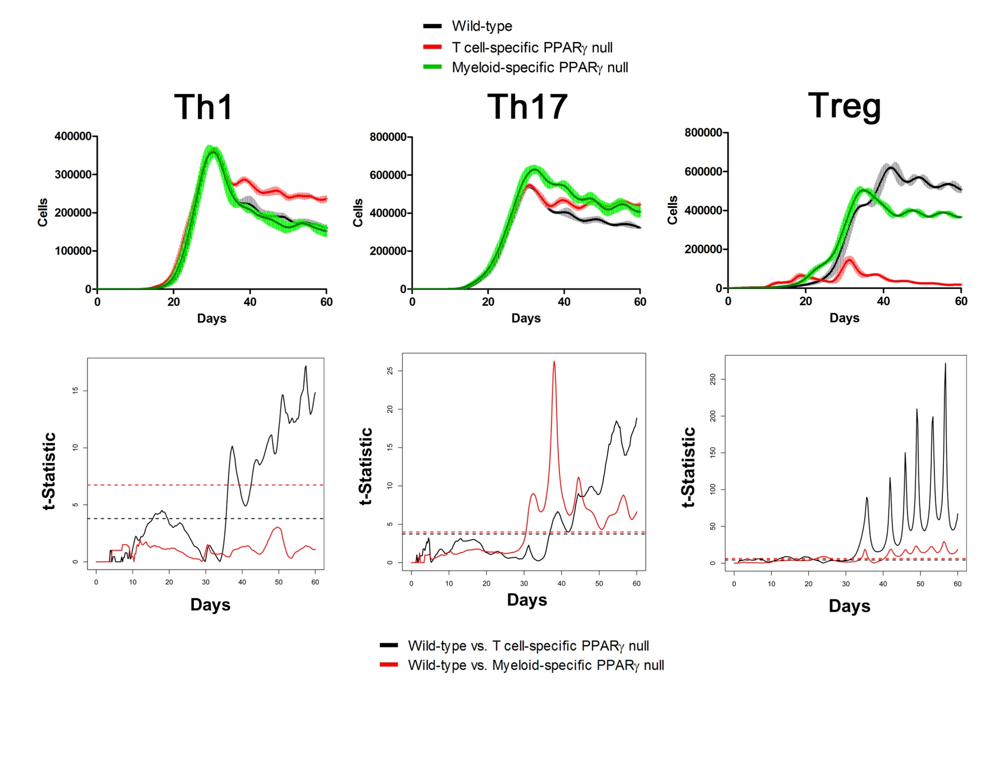 Wild-type
T cell-specific PPARγ null
Myeloid-specific PPARγ null
Th1
Th17
Treg
400000
300000
200000
100000
0
Cells
0 20 40 60
Days
800000
600000
400000
200000
0
Cells
0 20 40 60
Days
800000
600000
400000
200000
0
Cells
0 20 40 60
Days
15
10
5
0
t-Statistic
0 10 20 30 40 50 60
Days
25
20
15
10
5
0
t-Statistic
0 10 20 30 40 50 60
Days
250
200
150
100
50
0
t-Statistic
0 10 20 30 40 50 60
Days
Wild-type vs. T cell-specific PPARγ null
Wild-type vs. Myeloid-specific PPARγ null